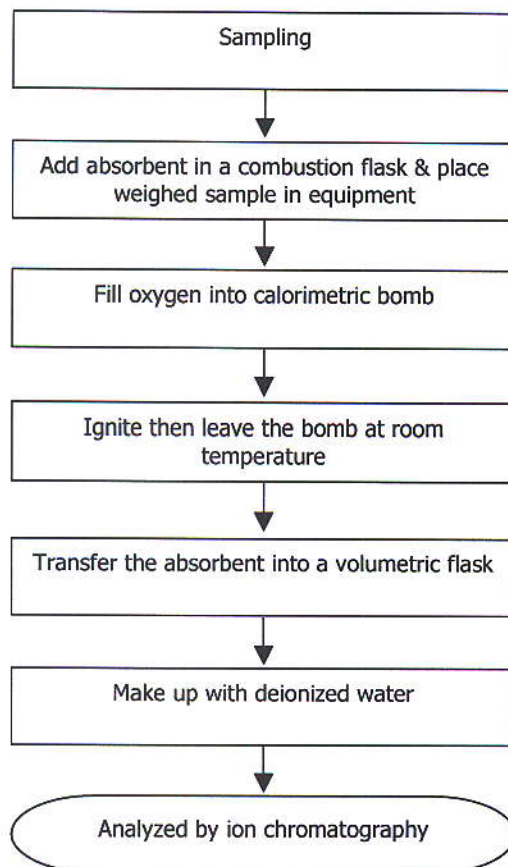 Sampling
Add absorbent in a combustion flask & place
weighed sample in equipment
Fill oxygen into calorimetric bomb
Ignite then leave the bomb at room
temperature
Transfer the absorbent into a volumetric flask
Make up with deionized water
Analyzed by ion chromatography